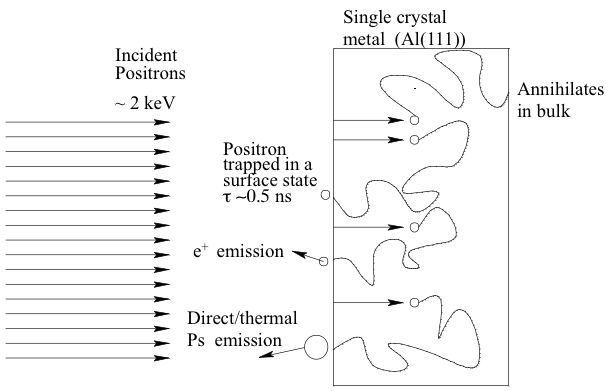 Single crystal
metal (Al(111))
Incident
Positrons
~ 2 keV
Annihilates
in bulk
Positron
trapped in a
surface state
τ ~0.5 ns
e⁺ emission
Direct/thermal
Ps emission